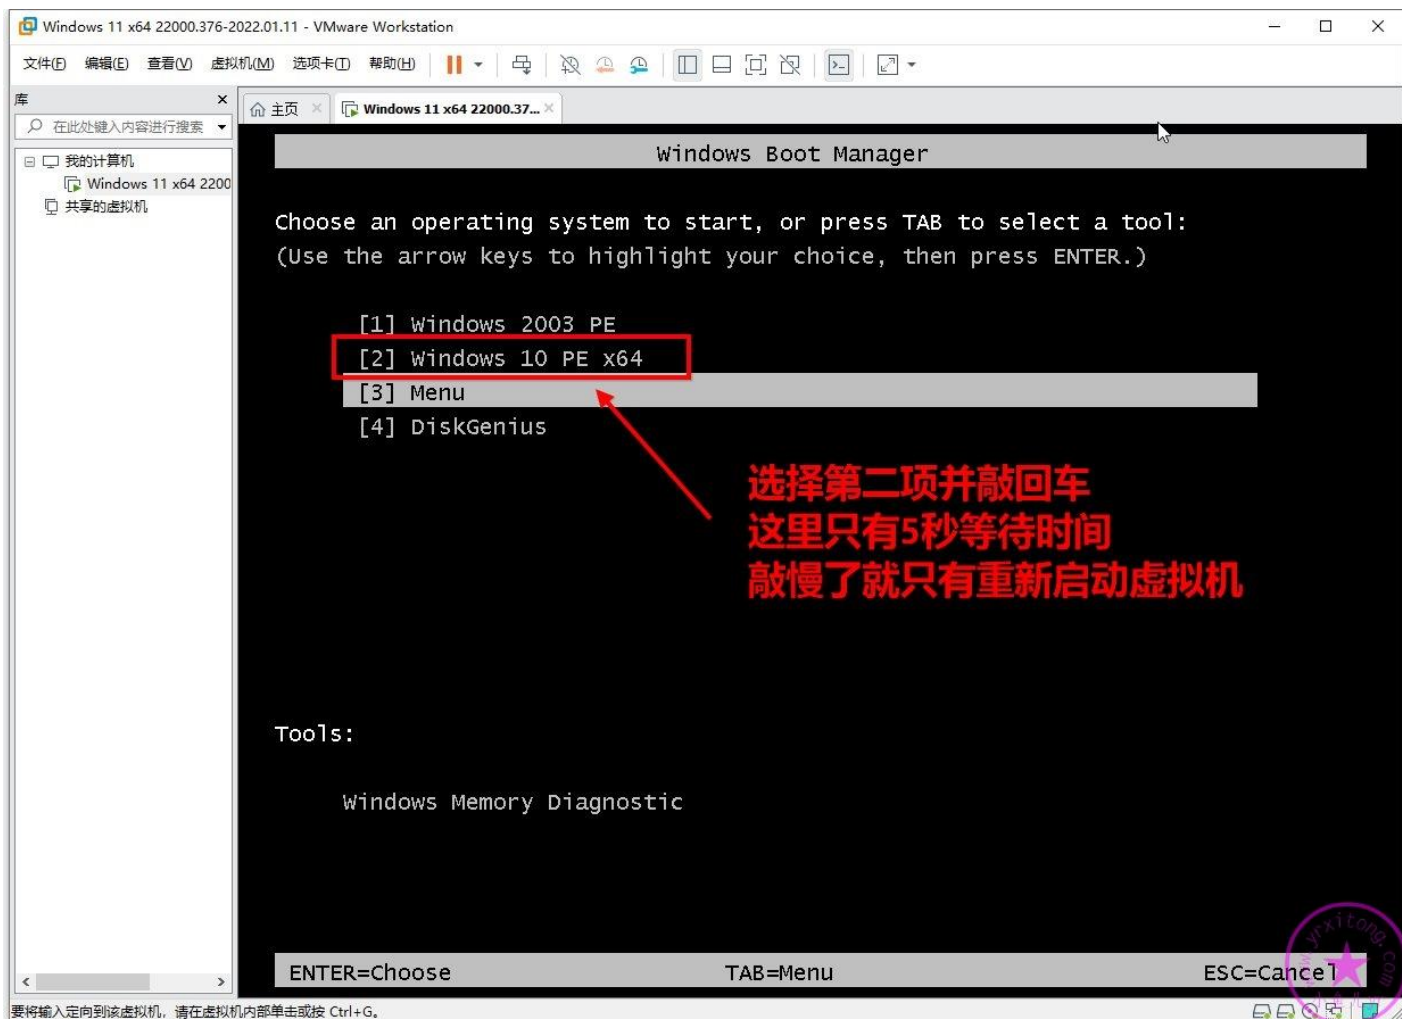 Windows 11 x64 22000.376-2022.01.11 - VMware Workstation
文件(F) 编辑(E) 查看(V) 虚拟机(M) 选项卡(T) 帮助(H)
库
主页
Windows 11 x64 22000.37...
在此处键入内容进行搜索
我的计算机
Windows 11 x64 2200
共享的虚拟机
Windows Boot Manager
Choose an operating system to start, or press TAB to select a tool:
(Use the arrow keys to highlight your choice, then press ENTER.)
[1] Windows 2003 PE
[2] Windows 10 PE x64
[3] Menu
[4] DiskGenius
选择第二项并敲回车
这里只有5秒等待时间
敲慢了就只有重新启动虚拟机
Tools:
Windows Memory Diagnostic
ENTER=Choose TAB=Menu ESC=Cancel
www.yrxitong.com
要将输入定向到该虚拟机，请在虚拟机内部单击或按 Ctrl+G。